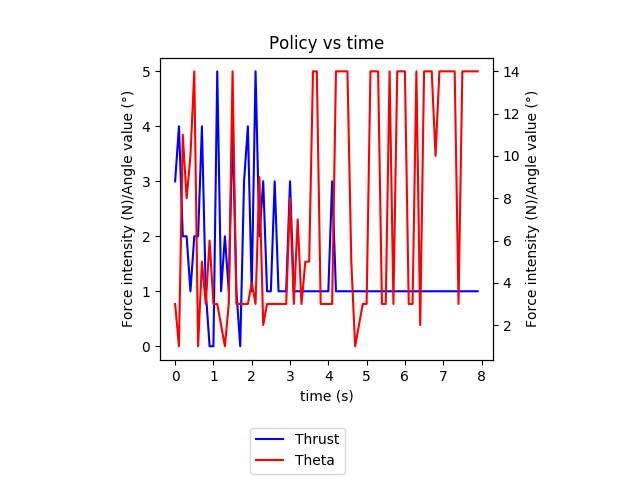 Policy vs time
Force intensity (N)/Angle value (°)
5
4
3
2
1
0
14
12
10
8
6
4
2
Force intensity (N)/Angle value (°)
0 1 2 3 4 5 6 7 8
time (s)
Thrust
Theta